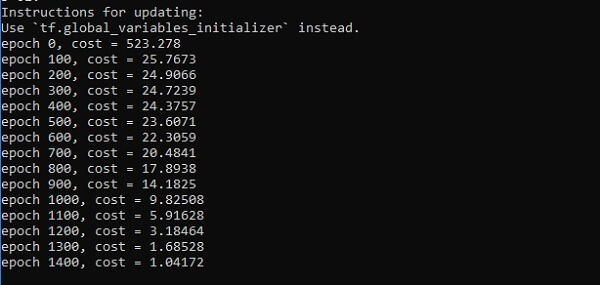 Instructions for updating:
Use `tf.global_variables_initializer` instead.
epoch 0, cost = 523.278
epoch 100, cost = 25.7673
epoch 200, cost = 24.9066
epoch 300, cost = 24.7239
epoch 400, cost = 24.3757
epoch 500, cost = 23.6071
epoch 600, cost = 22.3059
epoch 700, cost = 20.4841
epoch 800, cost = 17.8938
epoch 900, cost = 14.1825
epoch 1000, cost = 9.82508
epoch 1100, cost = 5.91628
epoch 1200, cost = 3.18464
epoch 1300, cost = 1.68528
epoch 1400, cost = 1.04172